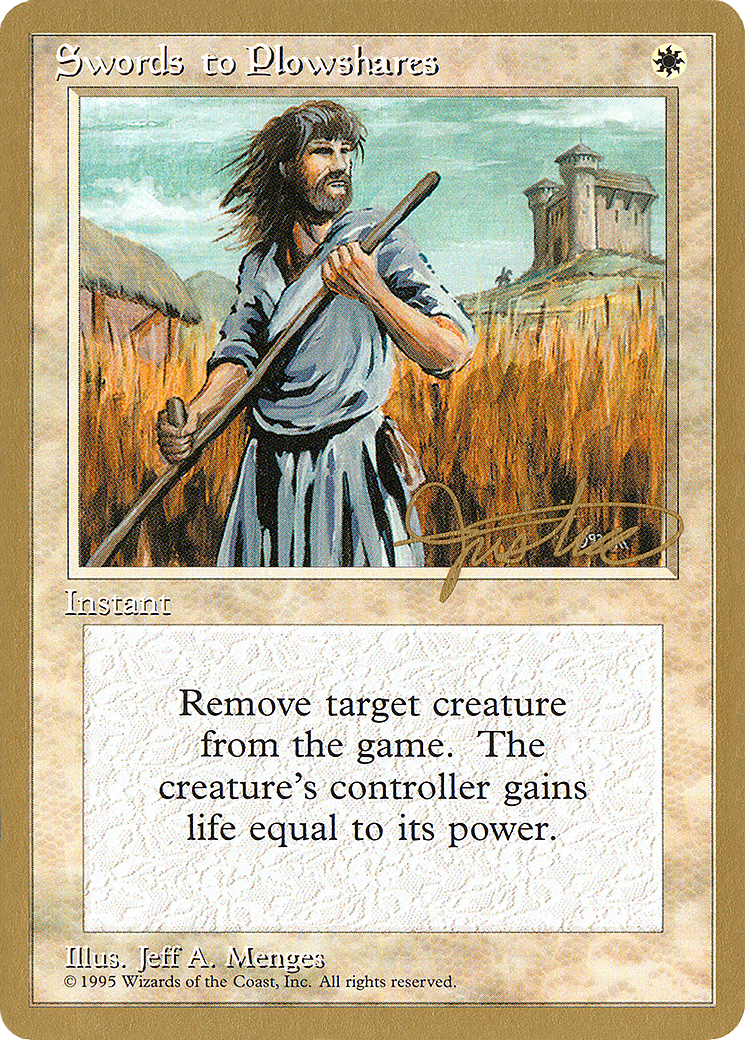 Swords to Plowshares
Justice
Instant
Remove target creature
from the game. The
creature's controller gains
life equal to its power.
Illus. Jeff A. Menges
© 1995 Wizards of the Coast, Inc. All rights reserved.